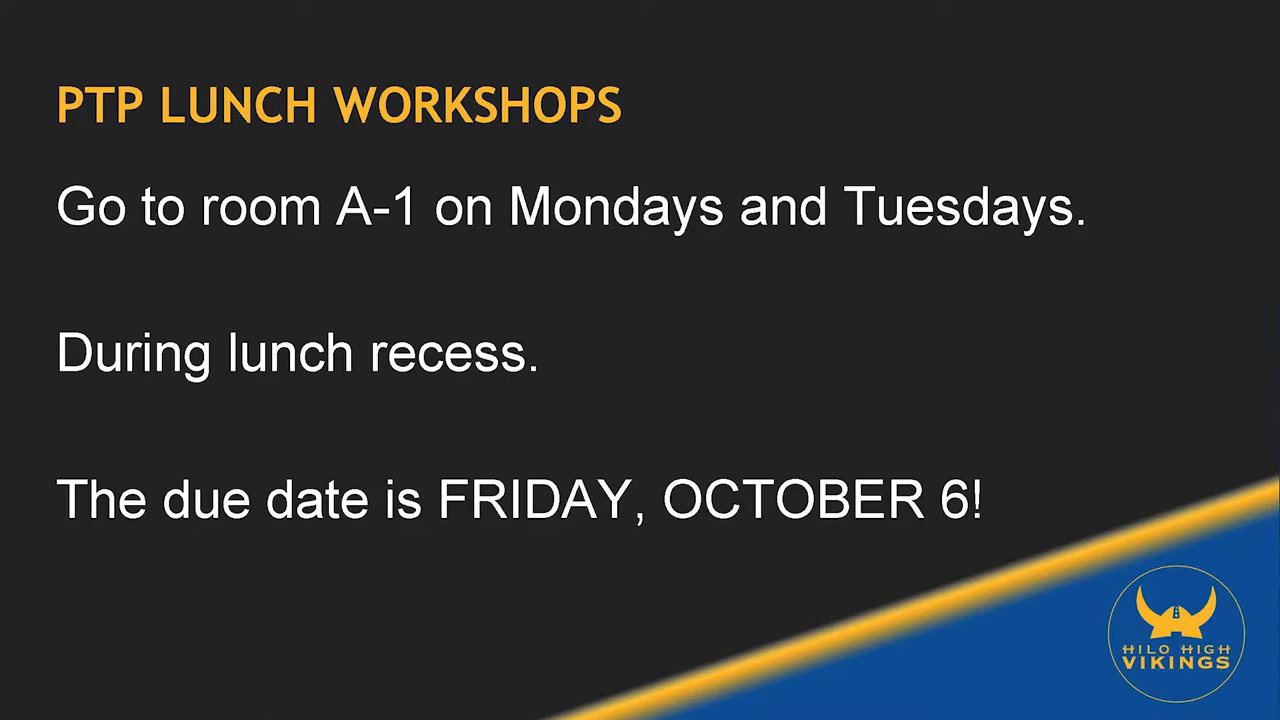 PTP LUNCH WORKSHOPS
Go to room A-1 on Mondays and Tuesdays.
During lunch recess.
The due date is FRIDAY, OCTOBER 6!
HILO HIGH
VIKINGS